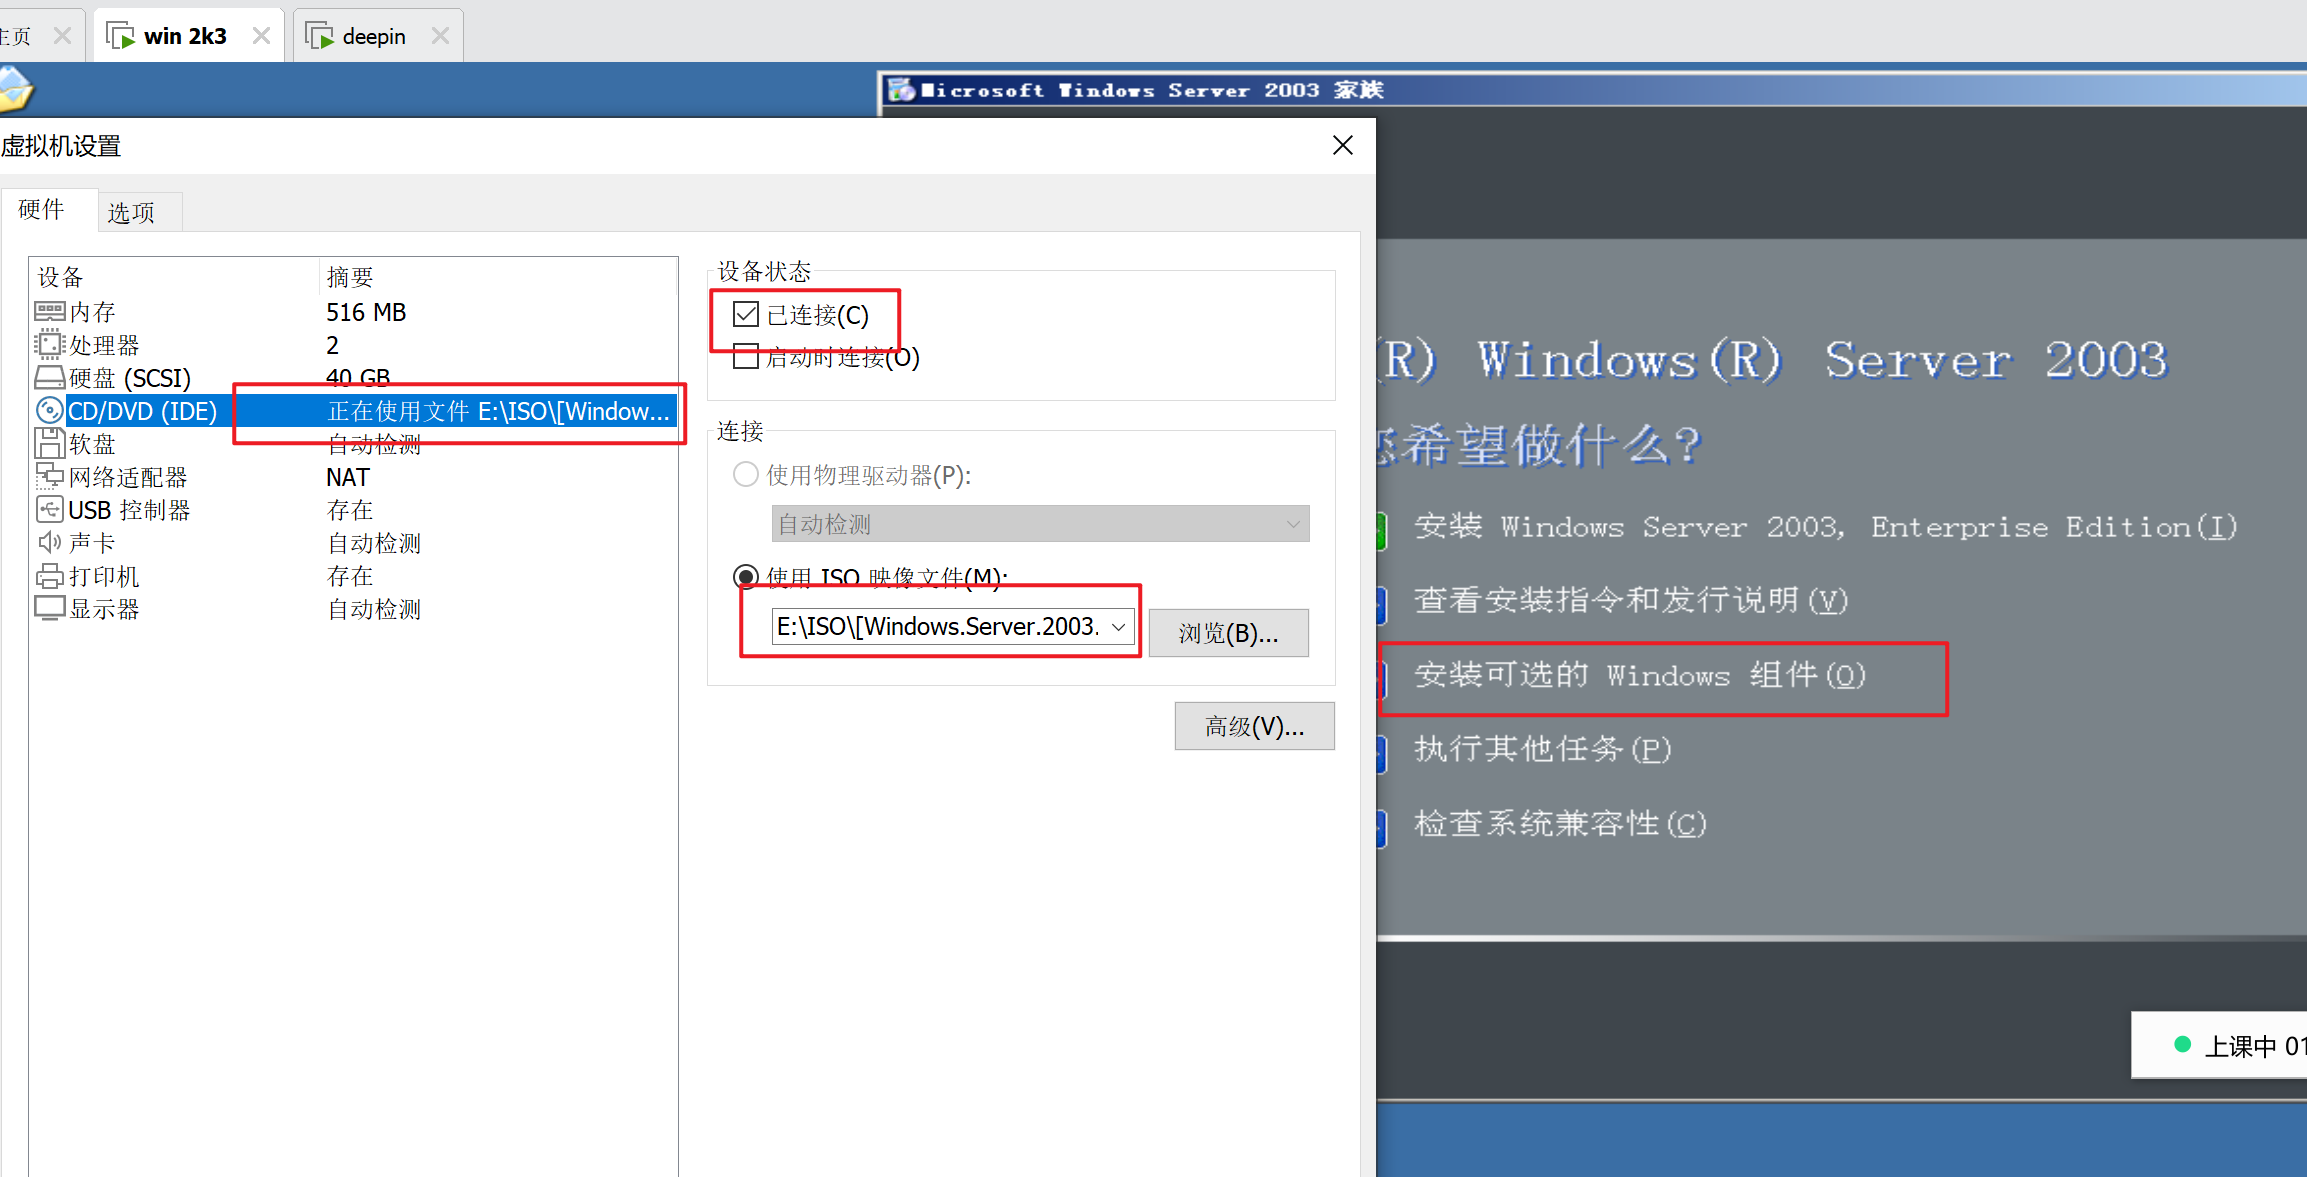 主页
win 2k3
deepin
Microsoft Windows Server 2003 家族
虚拟机设置
硬件
选项
设备
摘要
内存
516 MB
处理器
2
硬盘 (SCSI)
40 GB
CD/DVD (IDE)
正在使用文件 E:\ISO\[Window...
软盘
自动检测
网络适配器
NAT
USB 控制器
存在
声卡
自动检测
打印机
存在
显示器
自动检测
设备状态
已连接(C)
启动时连接(O)
连接
使用物理驱动器(P):
自动检测
使用 ISO 映像文件(M):
E:\ISO\[Windows.Server.2003.
浏览(B)...
高级(V)...
(R) Windows(R) Server 2003
您希望做什么?
安装 Windows Server 2003, Enterprise Edition(I)
查看安装指令和发行说明(V)
安装可选的 Windows 组件(O)
执行其他任务(P)
检查系统兼容性(C)
上课中 01